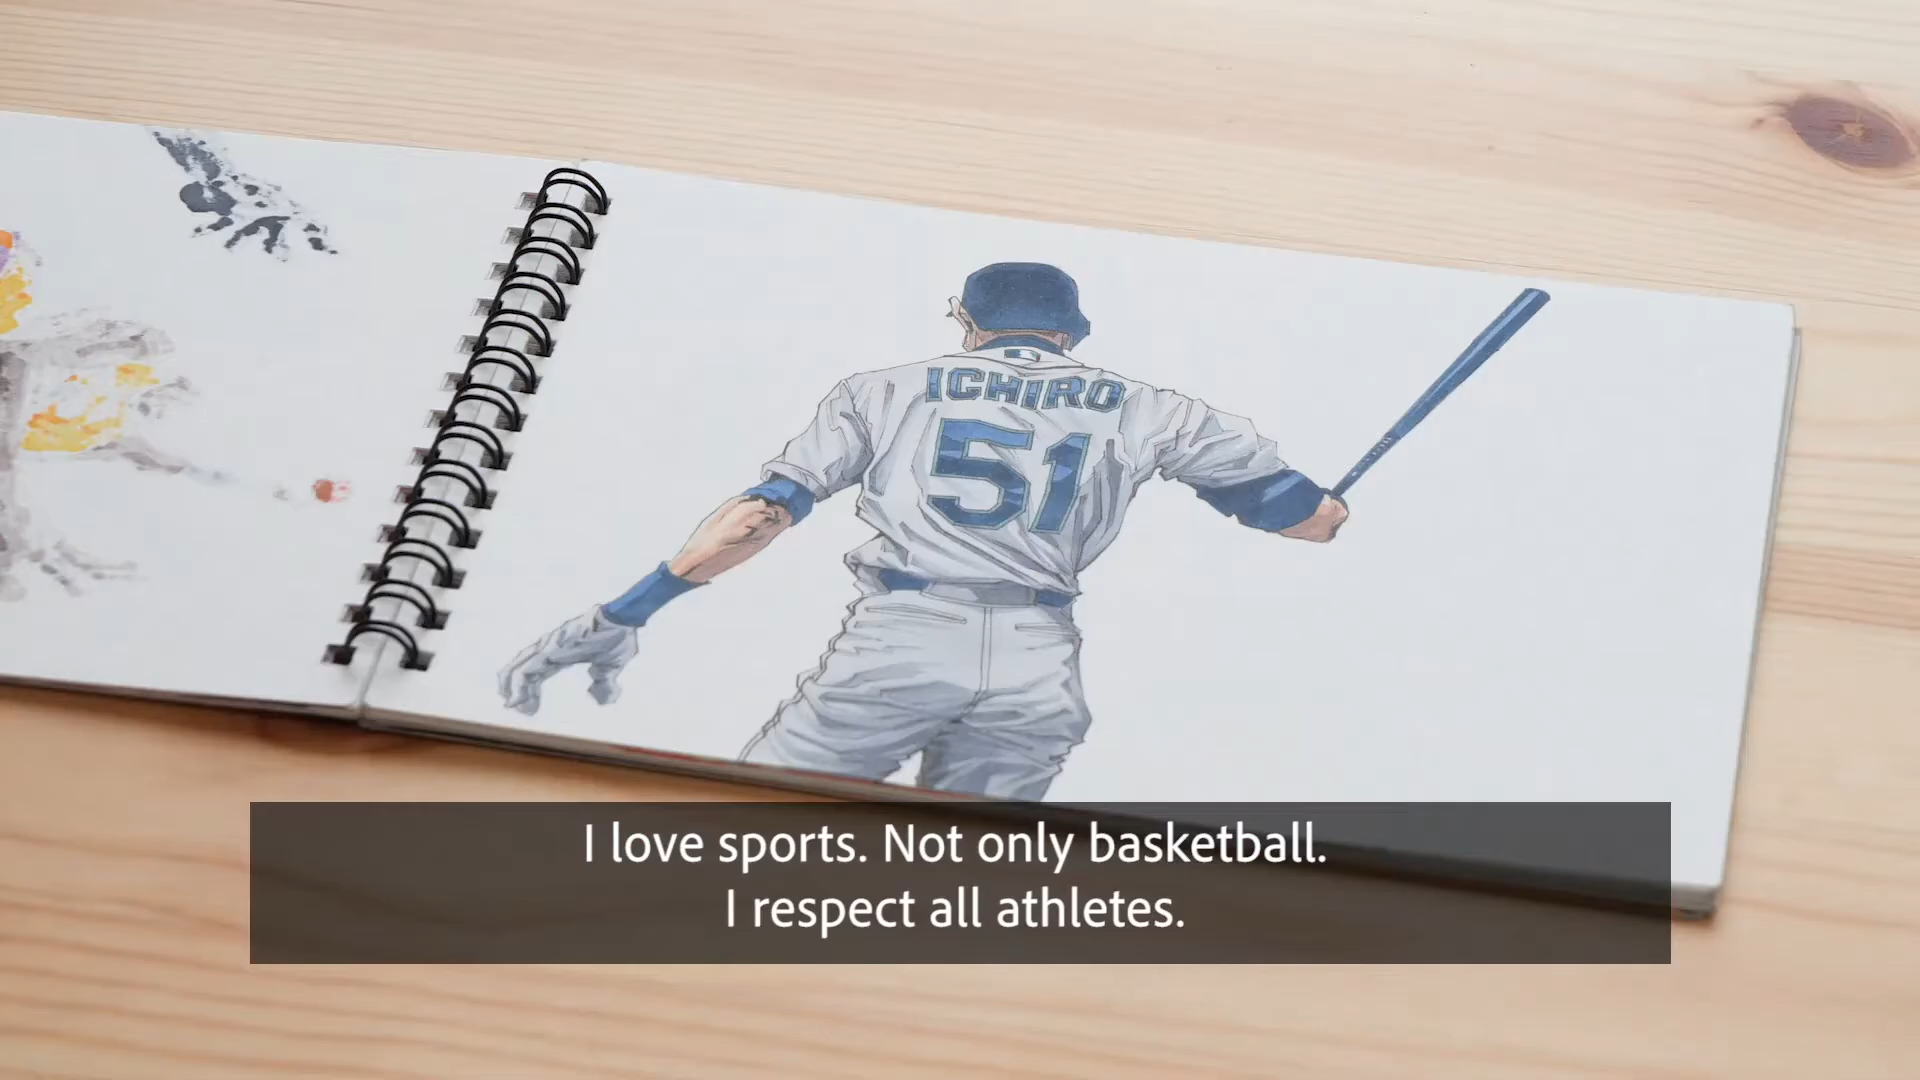 ICHIRO
51
I love sports. Not only basketball.
I respect all athletes.